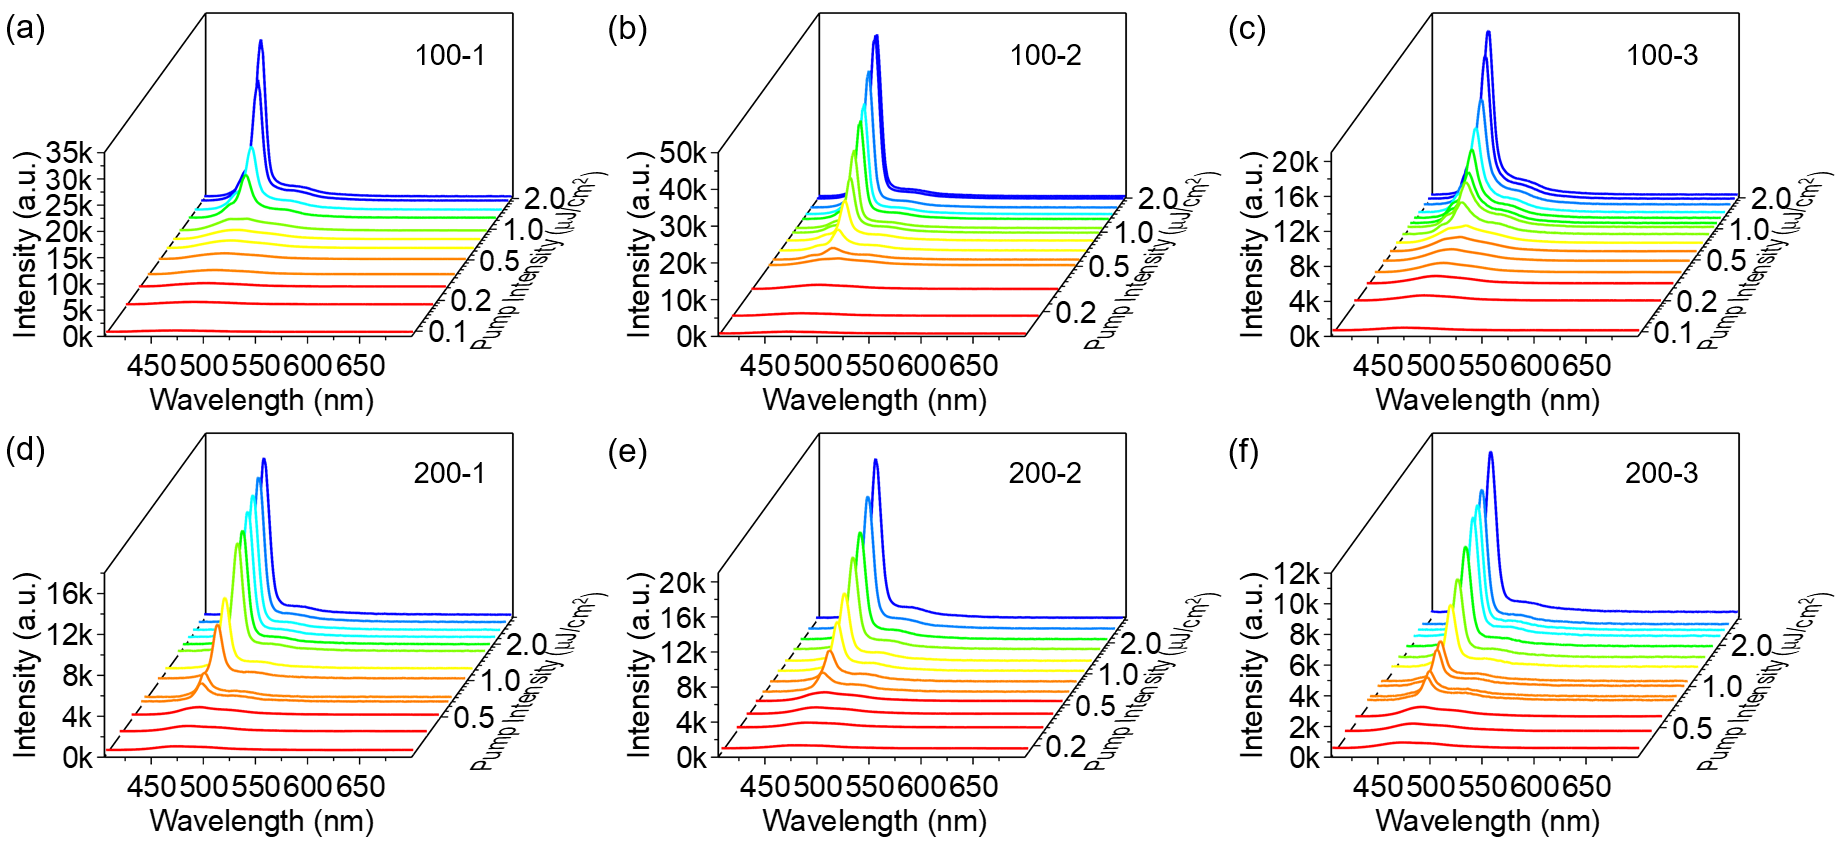 (a)
100-1
35k
30k
25k
20k
15k
10k
5k
0k
Intensity (a.u.)
450 500 550 600 650
Wavelength (nm)
0.1
0.2
0.5
1.0
2.0
Pump Intensity (μJ/cm²)
(b)
100-2
50k
40k
30k
20k
10k
0k
Intensity (a.u.)
450 500 550 600 650
Wavelength (nm)
0.2
0.5
1.0
2.0
Pump Intensity (μJ/cm²)
(c)
100-3
20k
16k
12k
8k
4k
0k
Intensity (a.u.)
450 500 550 600 650
Wavelength (nm)
0.1
0.2
0.5
1.0
2.0
Pump Intensity (μJ/cm²)
(d)
200-1
16k
12k
8k
4k
0k
Intensity (a.u.)
450 500 550 600 650
Wavelength (nm)
0.5
1.0
2.0
Pump Intensity (μJ/cm²)
(e)
200-2
20k
16k
12k
8k
4k
0k
Intensity (a.u.)
450 500 550 600 650
Wavelength (nm)
0.2
0.5
1.0
2.0
Pump Intensity (μJ/cm²)
(f)
200-3
12k
10k
8k
6k
4k
2k
0k
Intensity (a.u.)
450 500 550 600 650
Wavelength (nm)
0.5
1.0
2.0
Pump Intensity (μJ/cm²)